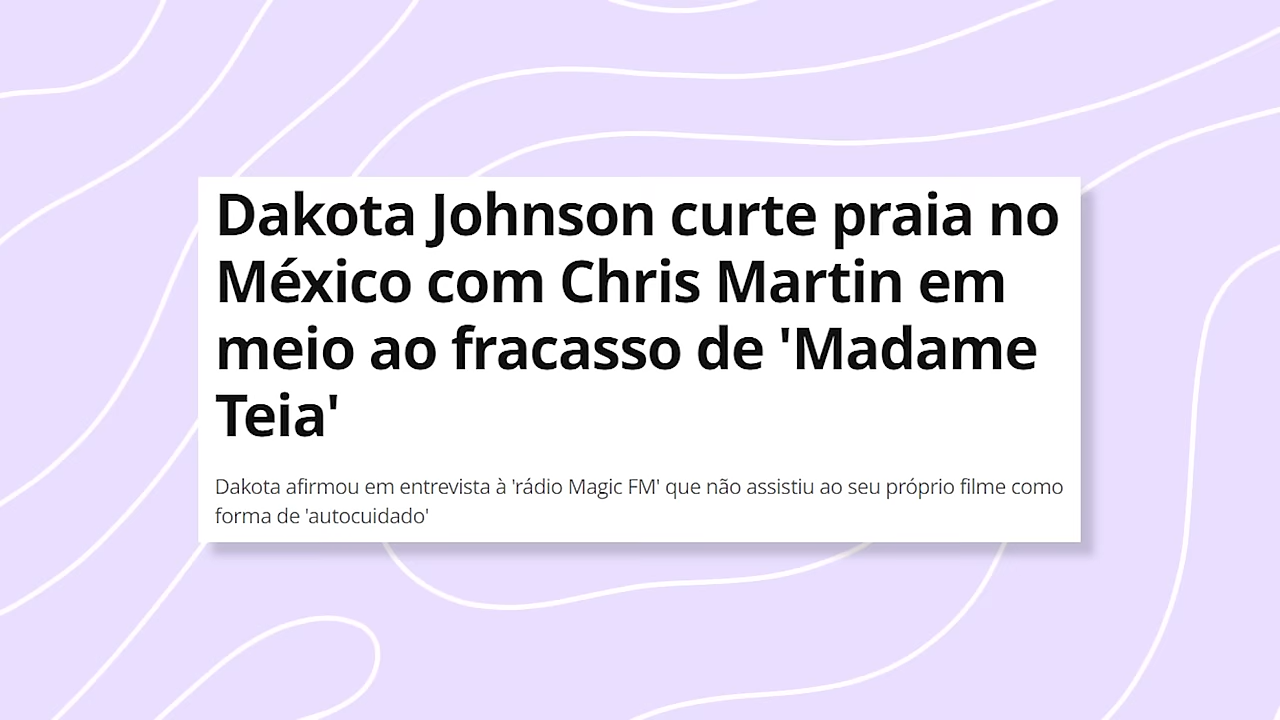 Dakota Johnson curte praia no
México com Chris Martin em
meio ao fracasso de 'Madame
Teia'
Dakota afirmou em entrevista à 'rádio Magic FM' que não assistiu ao seu próprio filme como
forma de 'autocuidado'